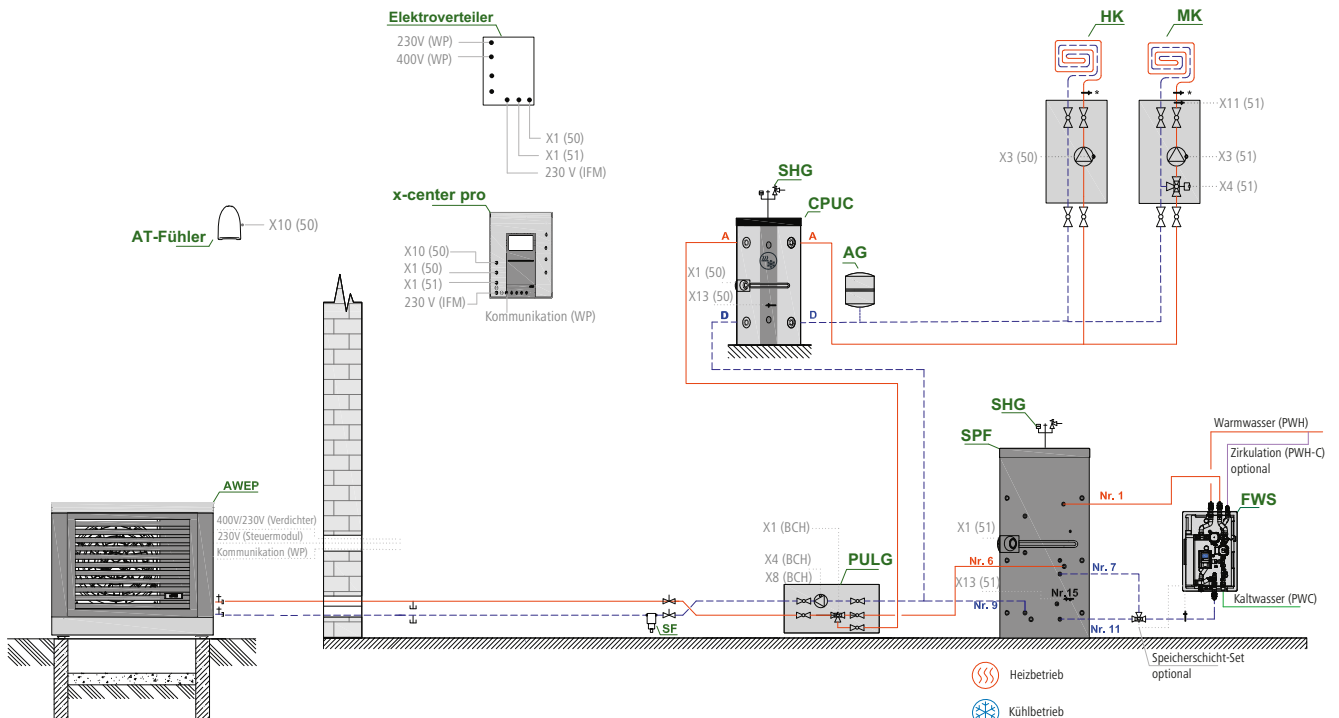 Elektroverteiler
230V (WP)
400V (WP)
X1 (50)
X1 (51)
230 V (IFM)
HK
MK
*
*
X11 (51)
X3 (50)
X3 (51)
X4 (51)
AT-Fühler
X10 (50)
x-center pro
X10 (50)
X1 (50)
X1 (51)
230 V (IFM)
Kommunikation (WP)
SHG
CPUC
A
A
X1 (50)
X13 (50)
D
D
AG
AWEP
400V/230V (Verdichter)
230V (Steuermodul)
Kommunikation (WP)
SF
X1 (BCH)
X4 (BCH)
X8 (BCH)
PULG
SHG
SPF
Nr. 1
X1 (51)
Nr. 6
Nr. 7
X13 (51)
Nr.15
Nr. 9
Nr. 11
Warmwasser (PWH)
Zirkulation (PWH-C)
optional
FWS
Kaltwasser (PWC)
Speicherschicht-Set
optional
Heizbetrieb
Kühlbetrieb